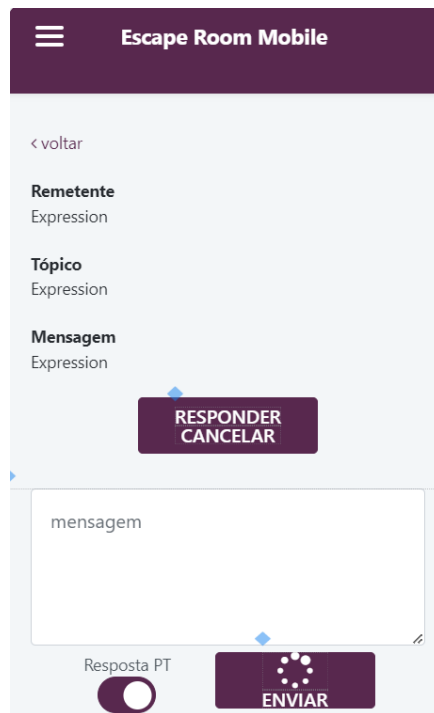 Escape Room Mobile
< voltar
Remetente
Expression
Tópico
Expression
Mensagem
Expression
RESPONDER
CANCELAR
mensagem
Resposta PT
ENVIAR